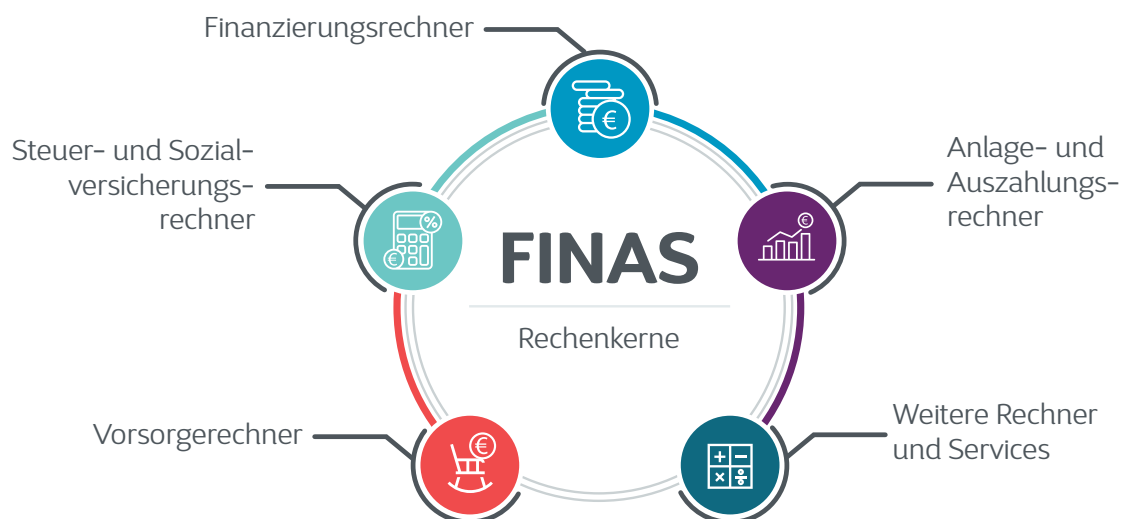 Finanzierungsrechner
Steuer- und Sozial-
versicherungs-
rechner
Anlage- und
Auszahlungs-
rechner
FINAS
Rechenkerne
Vorsorgerechner
Weitere Rechner
und Services